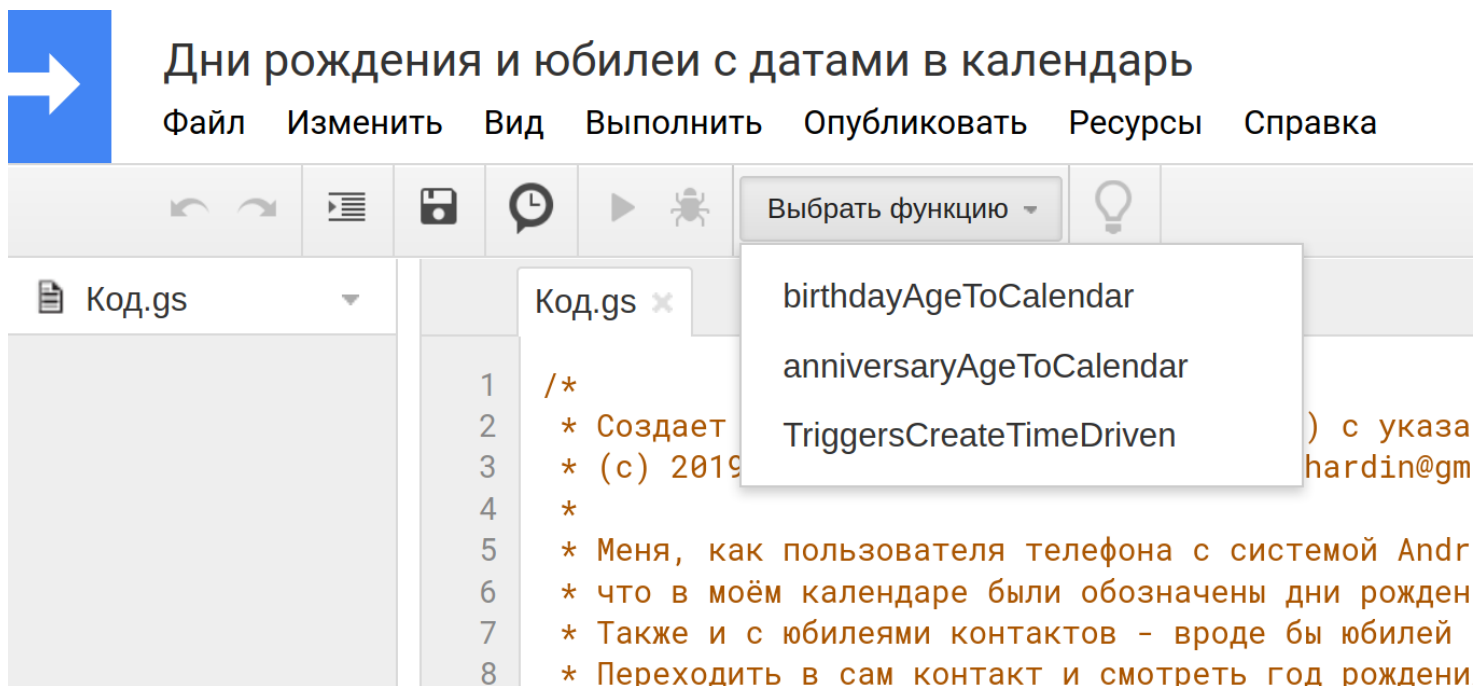 Дни рождения и юбилеи с датами в календарь
Файл Изменить Вид Выполнить Опубликовать Ресурсы Справка
Выбрать функцию
Код.gs
Код.gs
birthdayAgeToCalendar
anniversaryAgeToCalendar
TriggersCreateTimeDriven
1 /*
2 * Создает ) с указа
3 * (c) 2019 hardin@gm
4 *
5 * Меня, как пользователя телефона с системой Andr
6 * что в моём календаре были обозначены дни рожден
7 * Также и с юбилеями контактов - вроде бы юбилей
8 * Переходить в сам контакт и смотреть год рождени